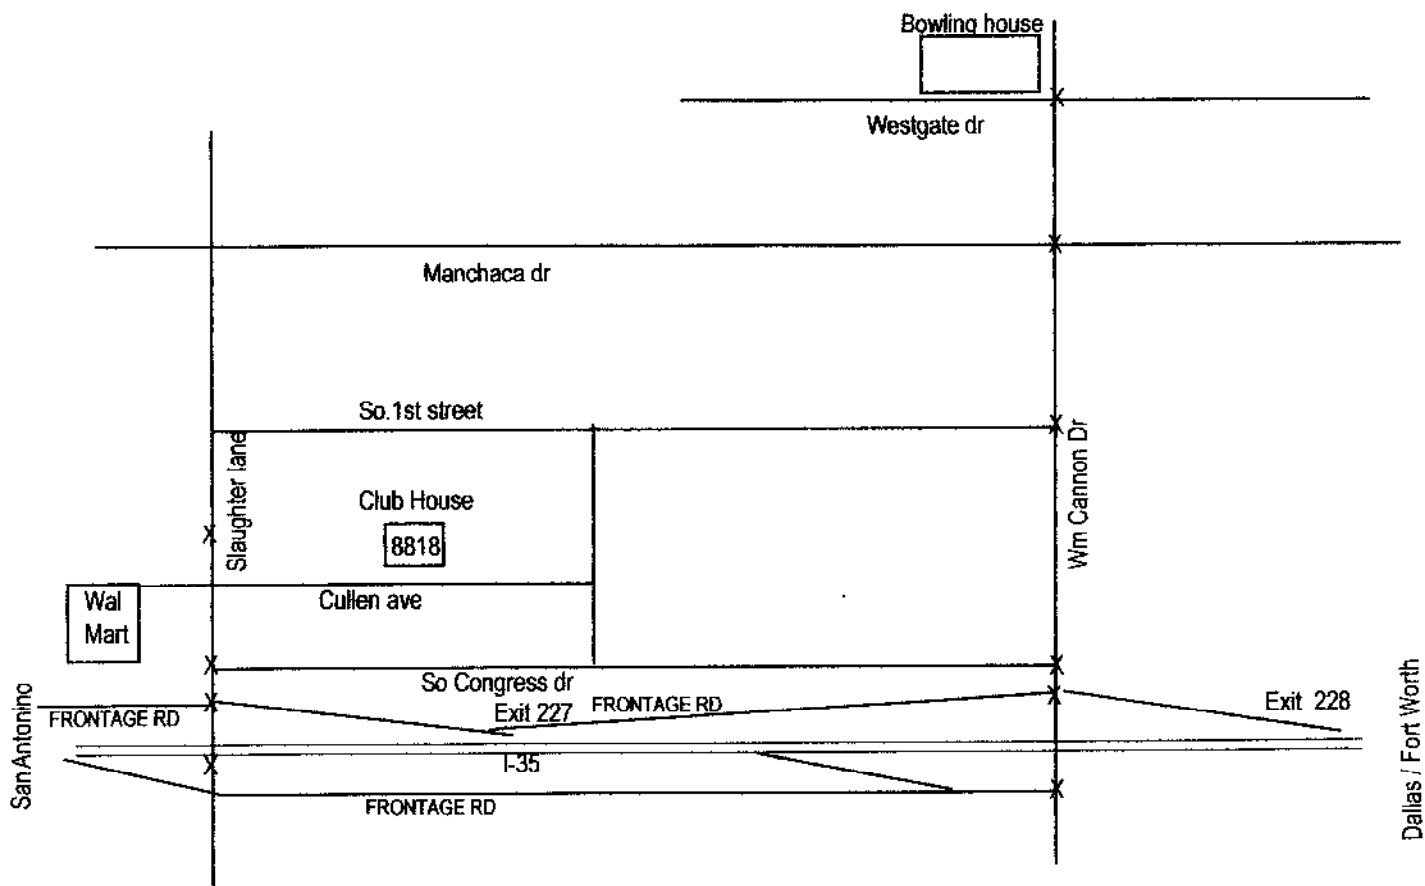 Bowling house
Westgate dr
Manchaca dr
So.1st street
Slaughter lane
Wm Cannon Dr
Club House
8818
Wal
Mart
Cullen ave
So Congress dr
SanAntonino
FRONTAGE RD
Exit 227
FRONTAGE RD
Exit 228
Dallas / Fort Worth
I-35
FRONTAGE RD